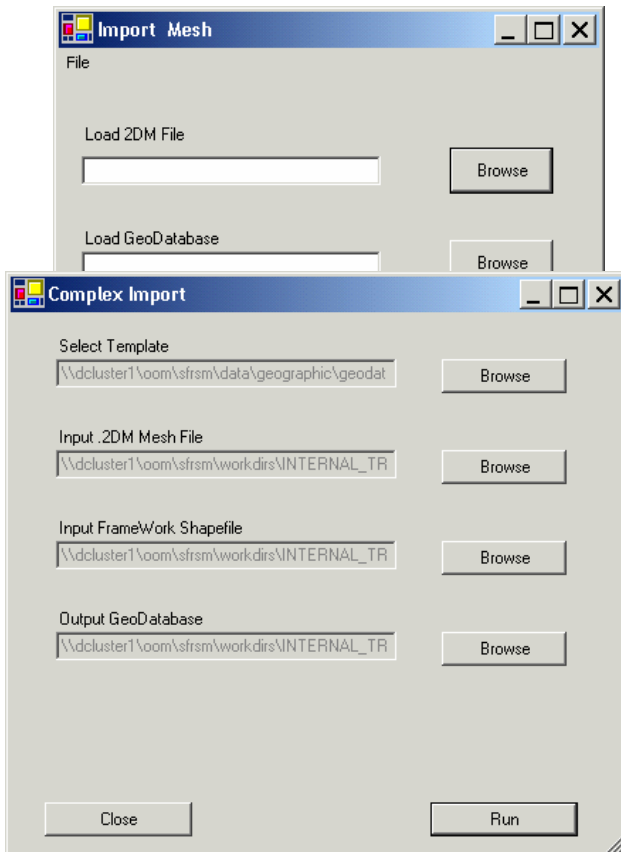 Import Mesh
File
Load 2DM File
Browse
Load GeoDatabase
Browse
Complex Import
Select Template
\\dcluster1\oom\sfrsm\data\geographic\geodat
Browse
Input .2DM Mesh File
\\dcluster1\oom\sfrsm\workdirs\INTERNAL_TR
Browse
Input FrameWork Shapefile
\\dcluster1\oom\sfrsm\workdirs\INTERNAL_TR
Browse
Output GeoDatabase
\\dcluster1\oom\sfrsm\workdirs\INTERNAL_TR
Browse
Close
Run